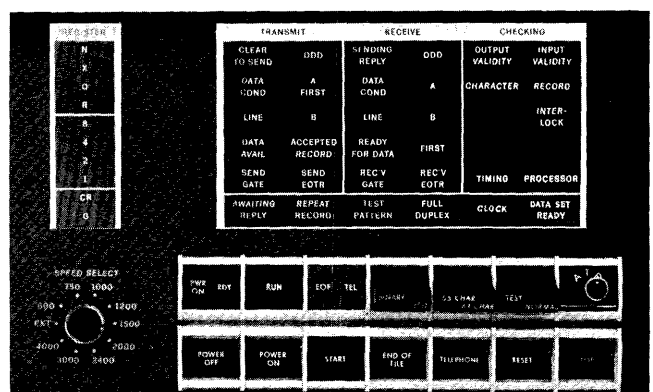 REGISTER
N
X
O
R
8
4
2
1
CR
G
TRANSMIT RECEIVE CHECKING
CLEAR TO SEND ODD SENDING REPLY ODD OUTPUT VALIDITY INPUT VALIDITY
DATA COND A FIRST DATA COND A CHARACTER RECORD
LINE B LINE B INTER-LOCK
DATA AVAIL ACCEPTED RECORD READY FOR DATA FIRST
SEND GATE SEND EOTR REC'V GATE REC'V EOTR TIMING PROCESSOR
AWAITING REPLY REPEAT RECORD TEST PATTERN FULL DUPLEX CLOCK DATA SET READY
SPEED SELECT
750 1000
600 1200
EXT 1500
4000 2000
3000 2400
PWR ON RDY RUN EOF TEL BINARY 63 CHAR TEST NORMAL
POWER OFF POWER ON START END OF FILE TELEPHONE RESET